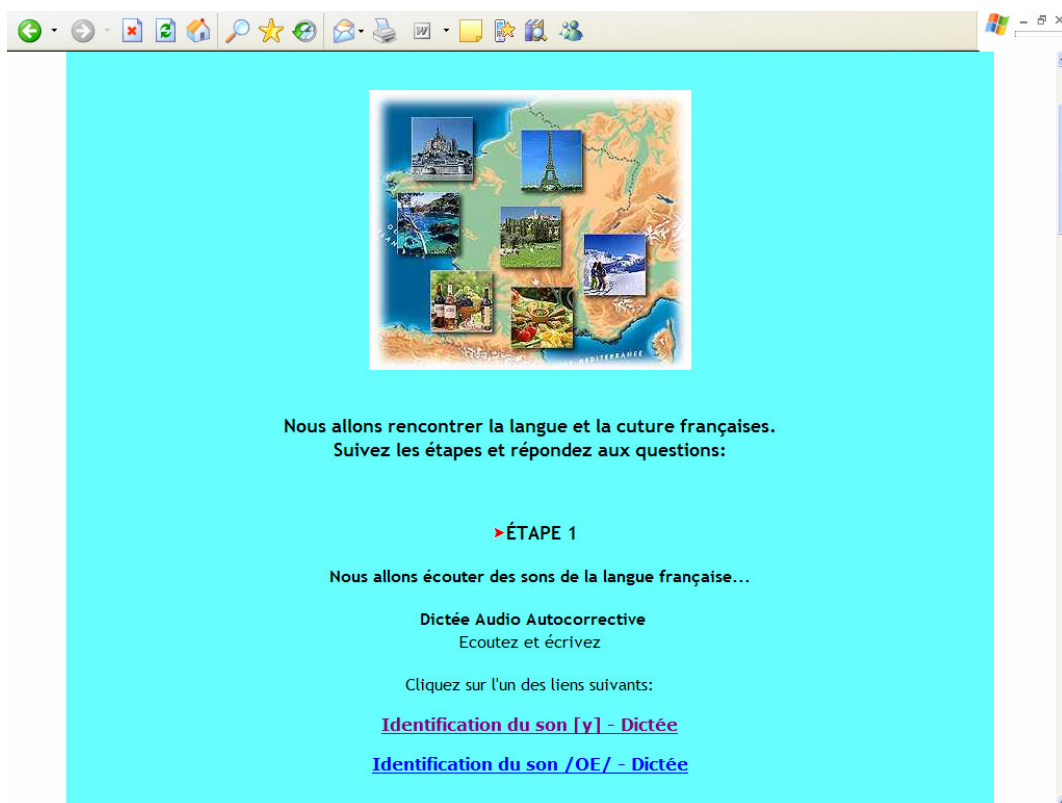 MEDITERRANEE
Nous allons rencontrer la langue et la cuture françaises.
Suivez les étapes et répondez aux questions:
ÉTAPE 1
Nous allons écouter des sons de la langue française...
Dictée Audio Autocorrective
Ecoutez et écrivez
Cliquez sur l'un des liens suivants:
Identification du son [y] - Dictée
Identification du son /OE/ - Dictée